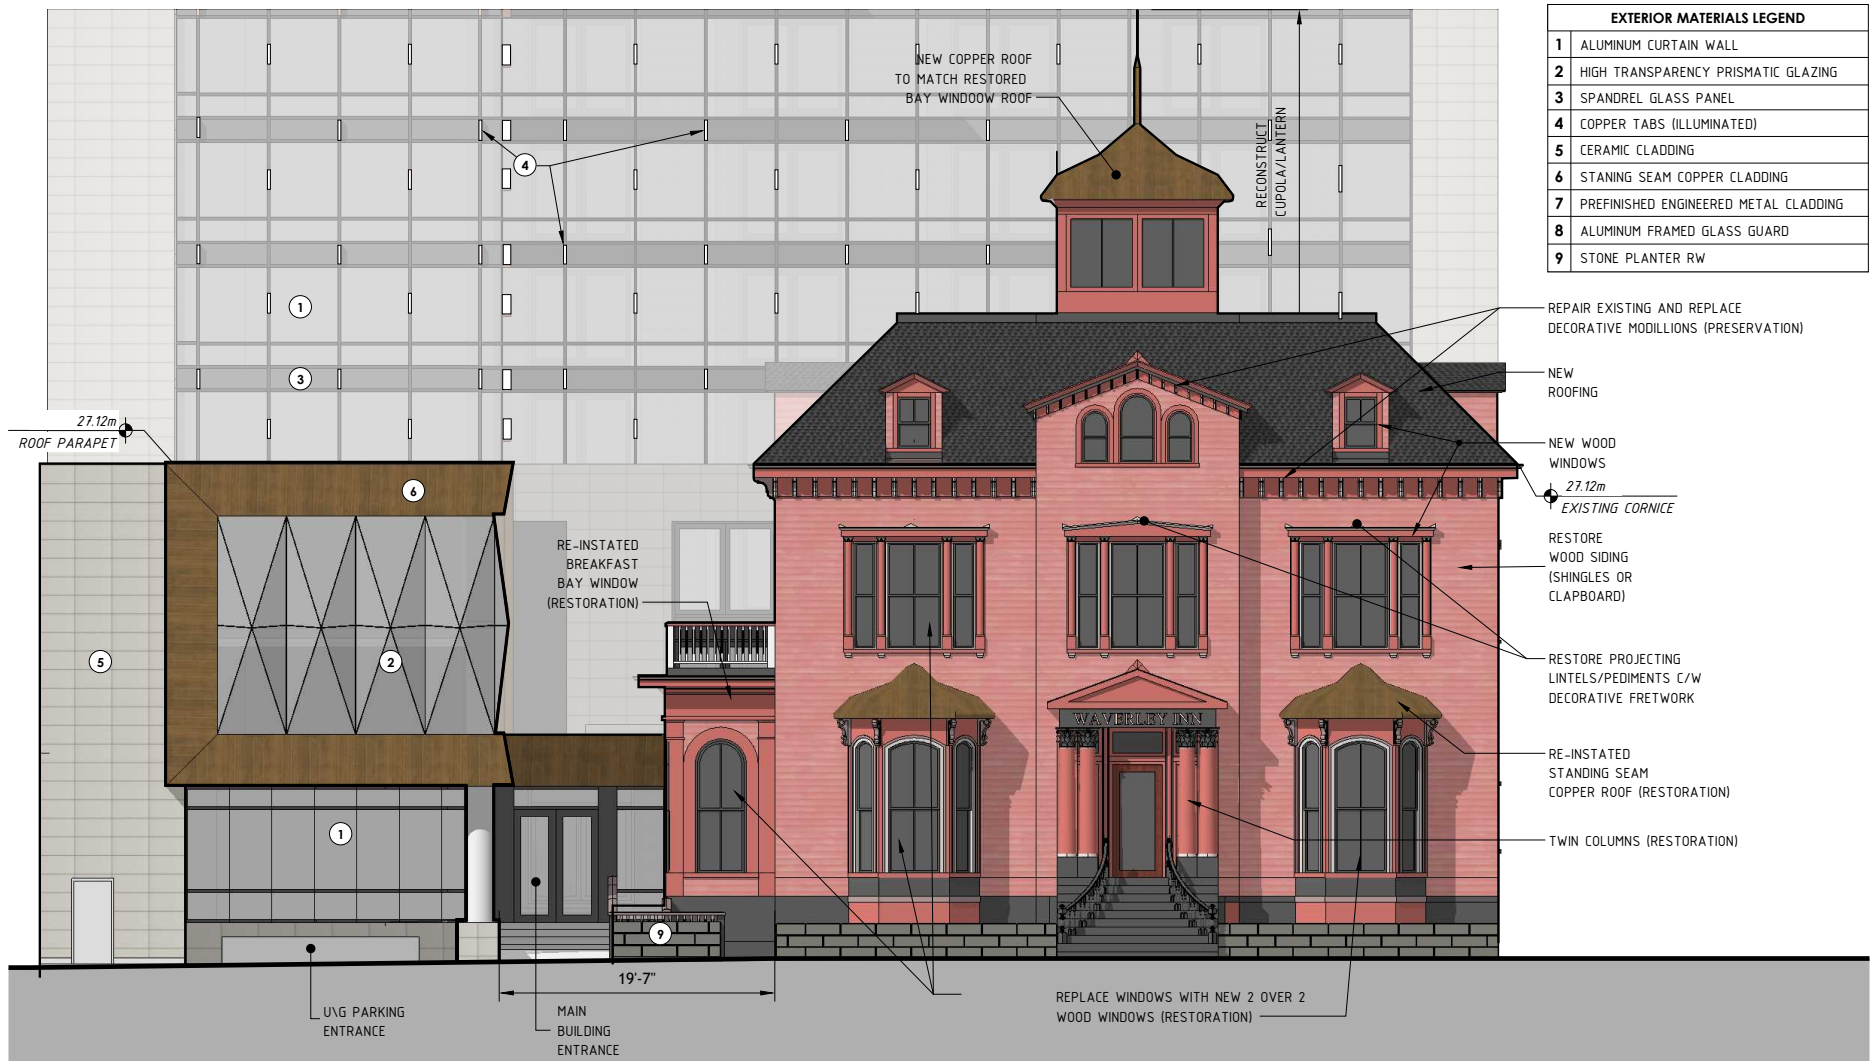 EXTERIOR MATERIALS LEGEND
1 ALUMINUM CURTAIN WALL
2 HIGH TRANSPARENCY PRISMATIC GLAZING
3 SPANDREL GLASS PANEL
4 COPPER TABS (ILLUMINATED)
5 CERAMIC CLADDING
6 STANING SEAM COPPER CLADDING
7 PREFINISHED ENGINEERED METAL CLADDING
8 ALUMINUM FRAMED GLASS GUARD
9 STONE PLANTER RW
NEW COPPER ROOF
TO MATCH RESTORED
BAY WINDOOW ROOF
RECONSTRUCT
CUPOLA/LANTERN
4
1
3
REPAIR EXISTING AND REPLACE
DECORATIVE MODILLIONS (PRESERVATION)
NEW
ROOFING
27.12m
ROOF PARAPET
NEW WOOD
WINDOWS
27.12m
EXISTING CORNICE
6
RE-INSTATED
BREAKFAST
BAY WINDOW
(RESTORATION)
RESTORE
WOOD SIDING
(SHINGLES OR
CLAPBOARD)
5
2
RESTORE PROJECTING
LINTELS/PEDIMENTS C/W
DECORATIVE FRETWORK
WAVERLEY INN
RE-INSTATED
STANDING SEAM
COPPER ROOF (RESTORATION)
1
TWIN COLUMNS (RESTORATION)
9
19'-7"
U\G PARKING
ENTRANCE
MAIN
BUILDING
ENTRANCE
REPLACE WINDOWS WITH NEW 2 OVER 2
WOOD WINDOWS (RESTORATION)